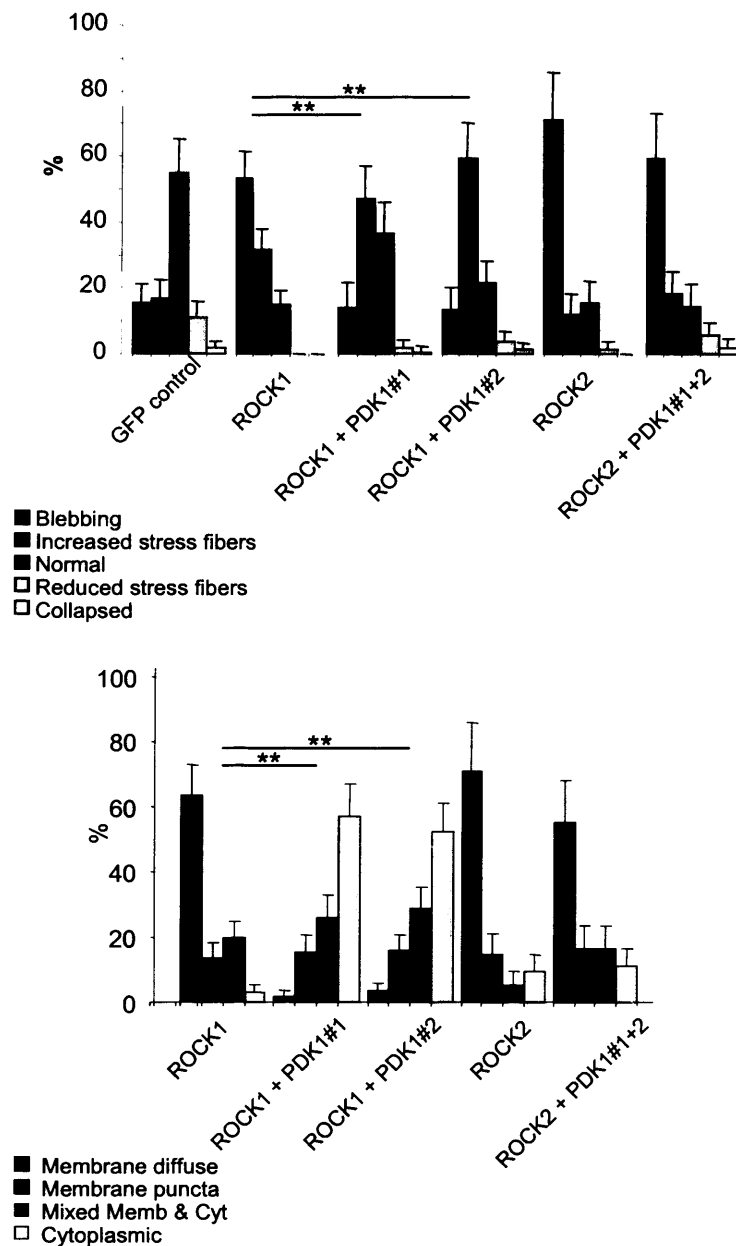 100
80
60
40
20
0
%
**
**
GFP control
ROCK1
ROCK1 + PDK1#1
ROCK1 + PDK1#2
ROCK2
ROCK2 + PDK1#1+2
Blebbing
Increased stress fibers
Normal
Reduced stress fibers
Collapsed
100
80
60
40
20
0
%
**
**
ROCK1
ROCK1 + PDK1#1
ROCK1 + PDK1#2
ROCK2
ROCK2 + PDK1#1+2
Membrane diffuse
Membrane puncta
Mixed Memb & Cyt
Cytoplasmic